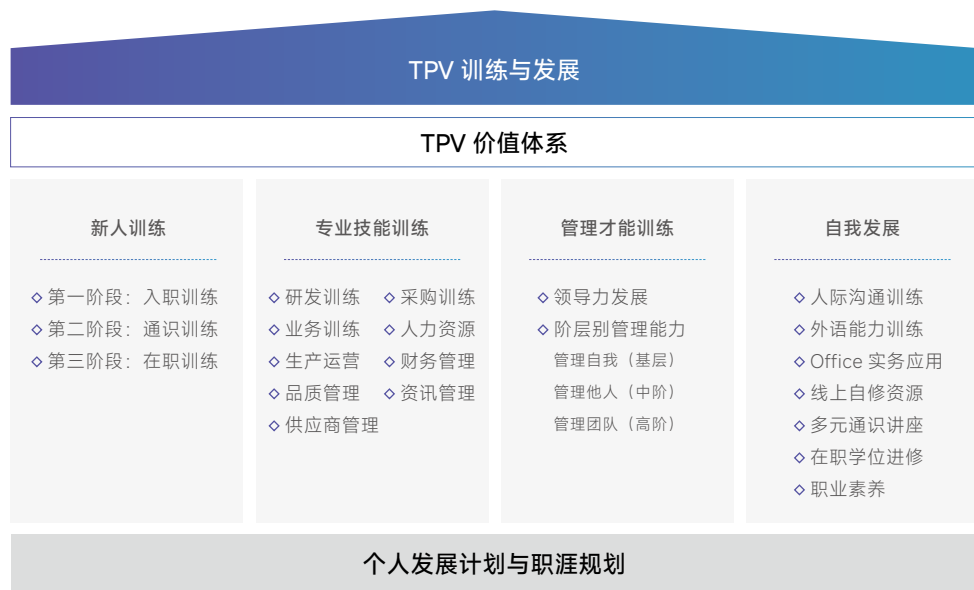 TPV 训练与发展
TPV 价值体系
新人训练
第一阶段：入职训练
第二阶段：通识训练
第三阶段：在职训练
专业技能训练
研发训练 采购训练
业务训练 人力资源
生产运营 财务管理
品质管理 资讯管理
供应商管理
管理才能训练
领导力发展
阶层别管理能力
管理自我（基层）
管理他人（中阶）
管理团队（高阶）
自我发展
人际沟通训练
外语能力训练
Office 实务应用
线上自修资源
多元通识讲座
在职学位进修
职业素养
个人发展计划与职涯规划